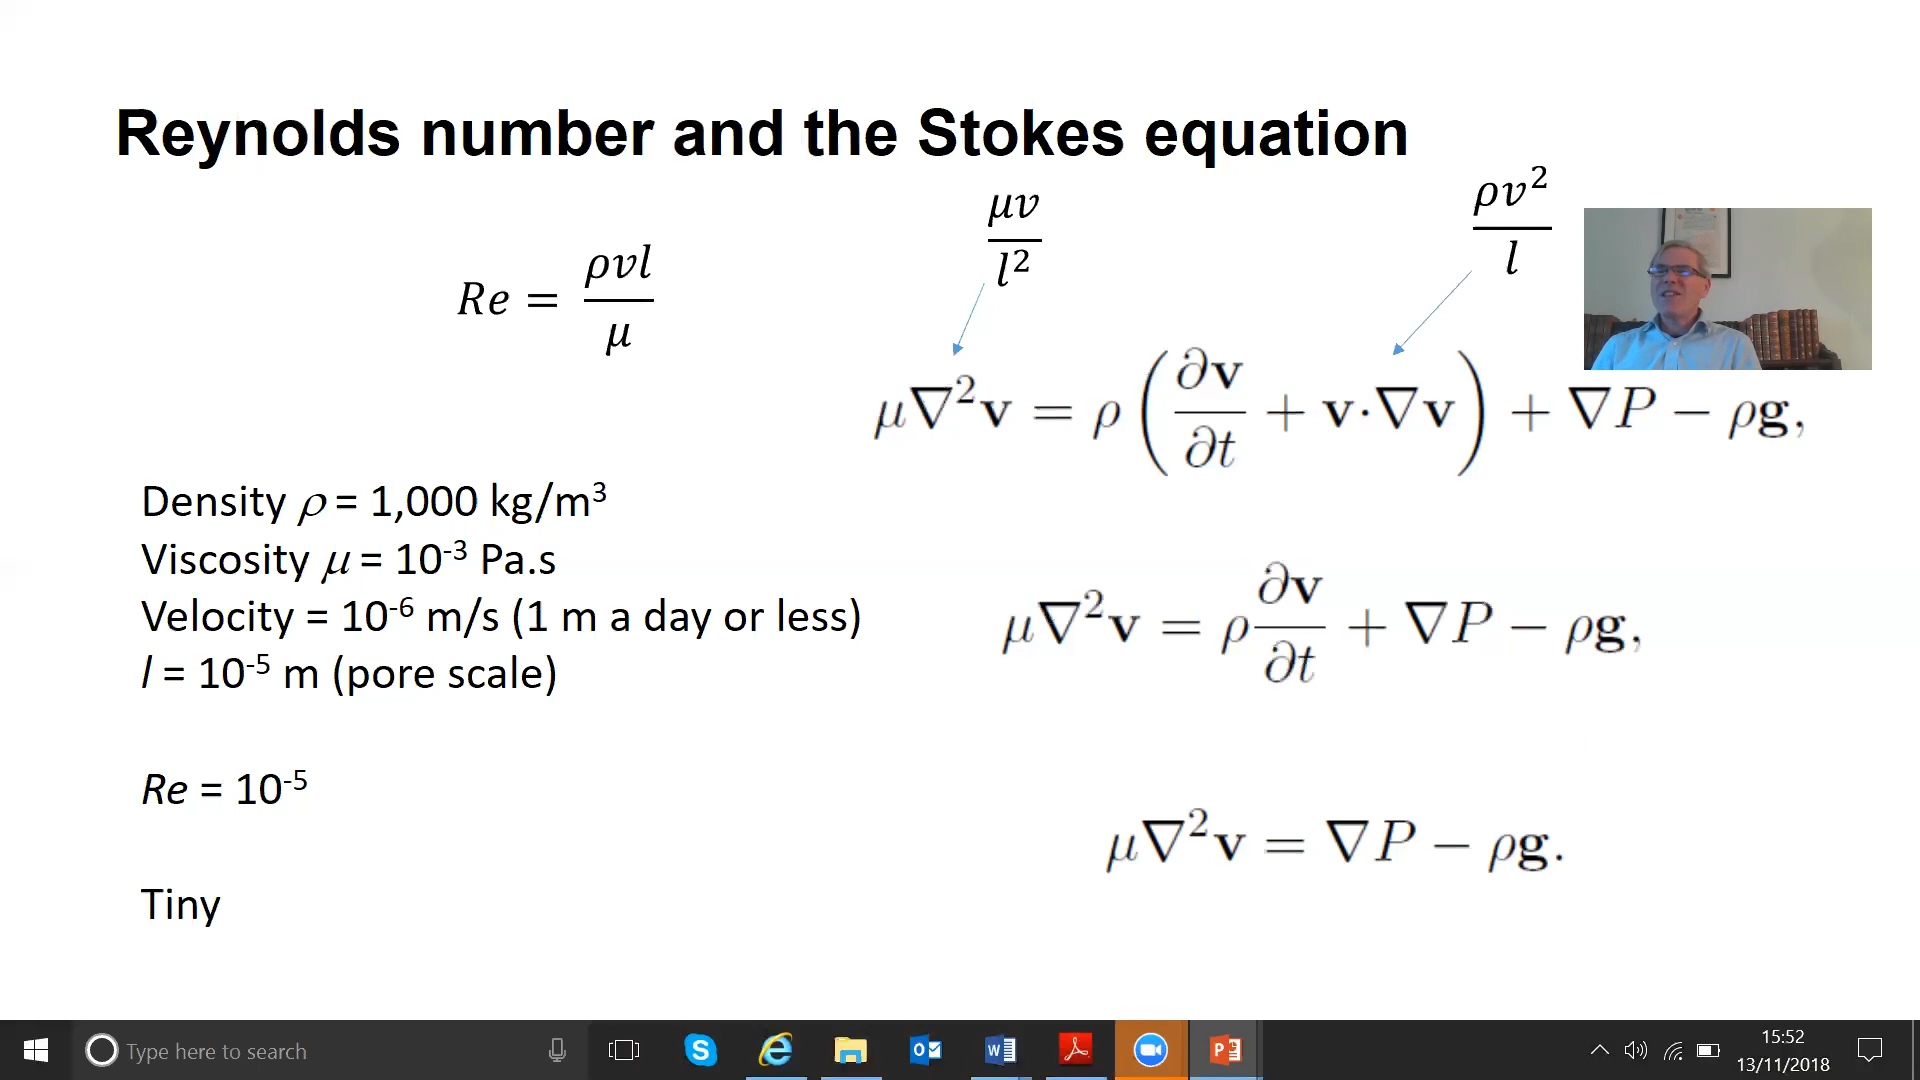 Reynolds number and the Stokes equation
Re = ρvl/μ
μv/l²
ρv²/l
μ∇²v = ρ(∂v/∂t + v·∇v) + ∇P − ρg,
Density ρ = 1,000 kg/m³
Viscosity μ = 10⁻³ Pa.s
Velocity = 10⁻⁶ m/s (1 m a day or less)
l = 10⁻⁵ m (pore scale)
μ∇²v = ρ∂v/∂t + ∇P − ρg,
Re = 10⁻⁵
μ∇²v = ∇P − ρg.
Tiny
Type here to search
15:52
13/11/2018